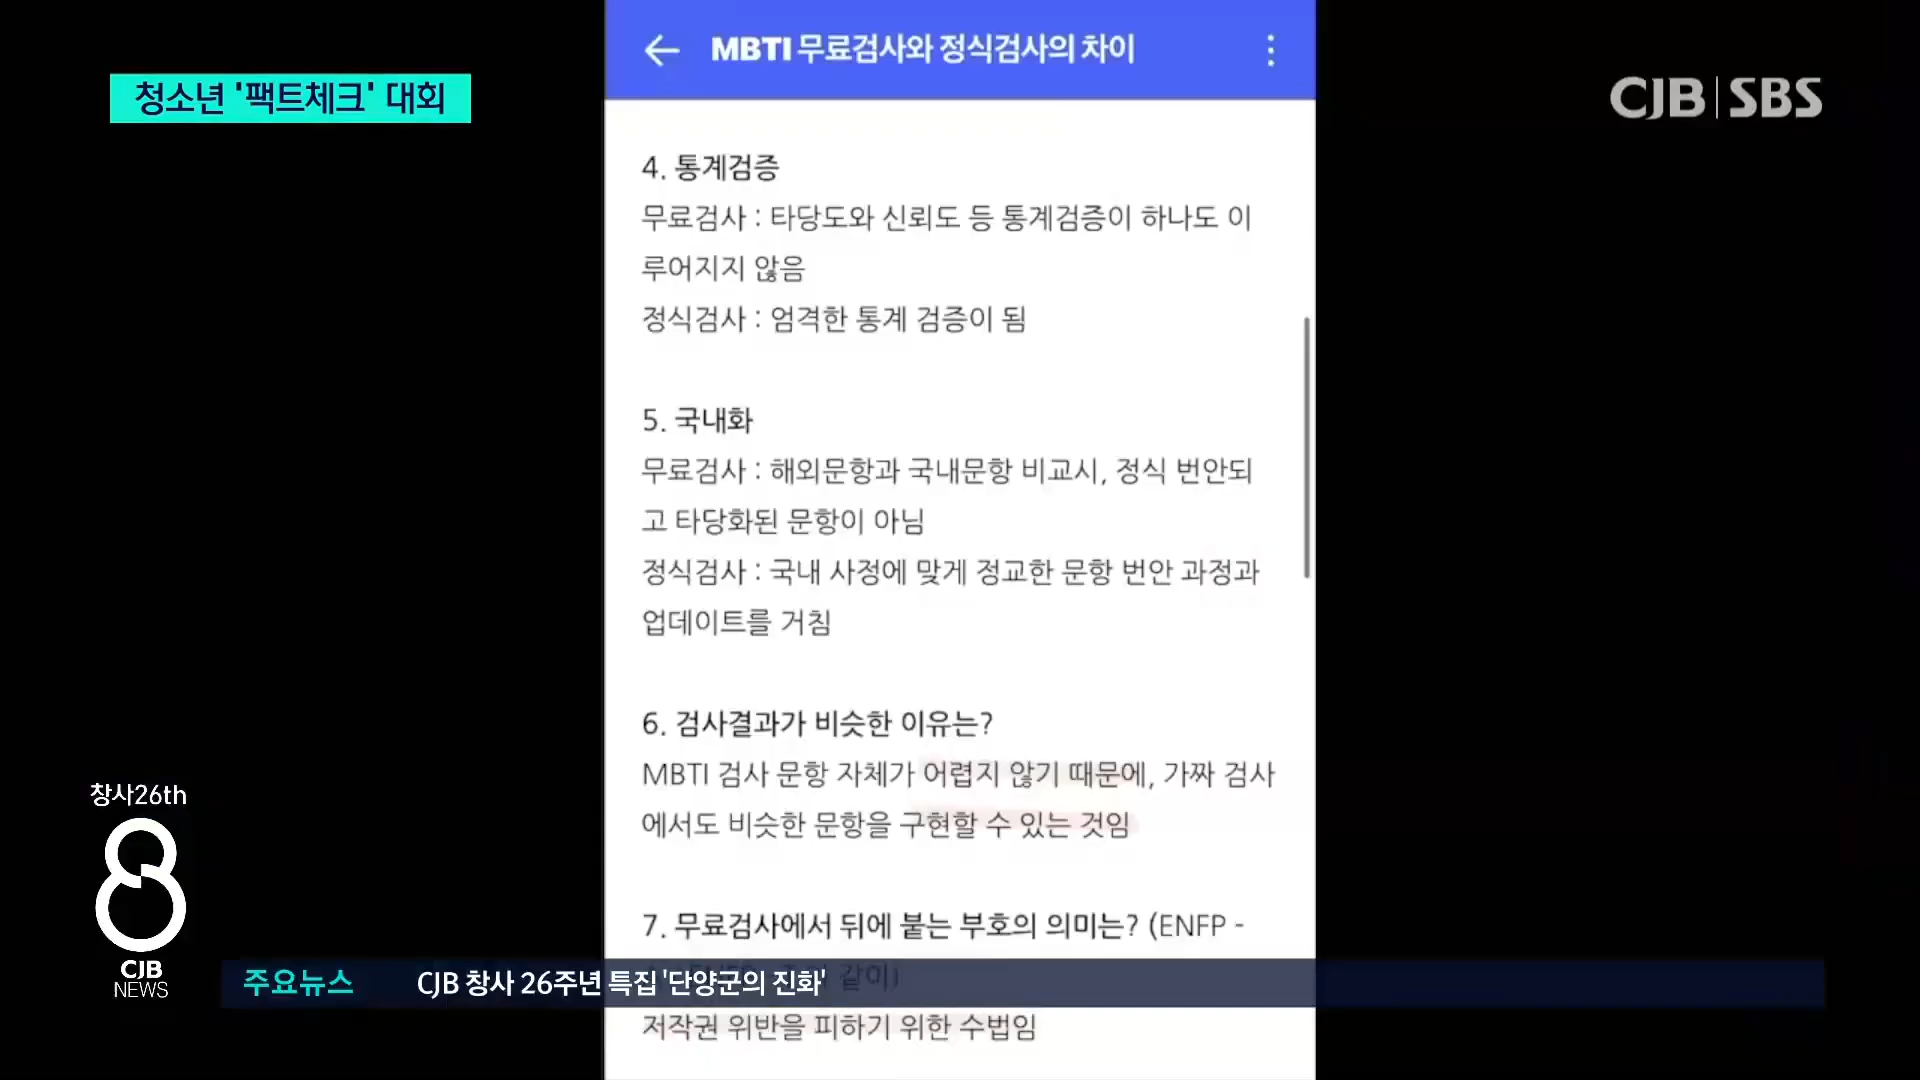 MBTI 무료검사와 정식검사의 차이
청소년 '팩트체크' 대회
CJB SBS
4. 통계검증
무료검사 : 타당도와 신뢰도 등 통계검증이 하나도 이
루어지지 않음
정식검사 : 엄격한 통계 검증이 됨
5. 국내화
무료검사 : 해외문항과 국내문항 비교시, 정식 번안되
고 타당화된 문항이 아님
정식검사 : 국내 사정에 맞게 정교한 문항 번안 과정과
업데이트를 거침
6. 검사결과가 비슷한 이유는?
MBTI 검사 문항 자체가 어렵지 않기 때문에, 가짜 검사
에서도 비슷한 문항을 구현할 수 있는 것임
7. 무료검사에서 뒤에 붙는 부호의 의미는? (ENFP -
같이)
저작권 위반을 피하기 위한 수법임
창사26th
8
CJB
NEWS
주요뉴스 CJB 창사 26주년 특집 '단양군의 진화'